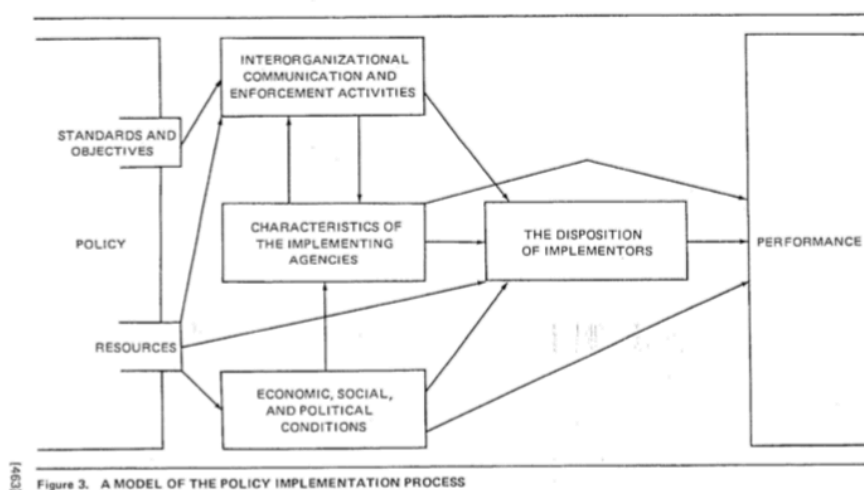 INTERORGANIZATIONAL
COMMUNICATION AND
ENFORCEMENT ACTIVITIES
STANDARDS AND
OBJECTIVES
POLICY
CHARACTERISTICS OF
THE IMPLEMENTING
AGENCIES
THE DISPOSITION
OF IMPLEMENTORS
PERFORMANCE
RESOURCES
ECONOMIC, SOCIAL,
AND POLITICAL
CONDITIONS
[463]
Figure 3. A MODEL OF THE POLICY IMPLEMENTATION PROCESS